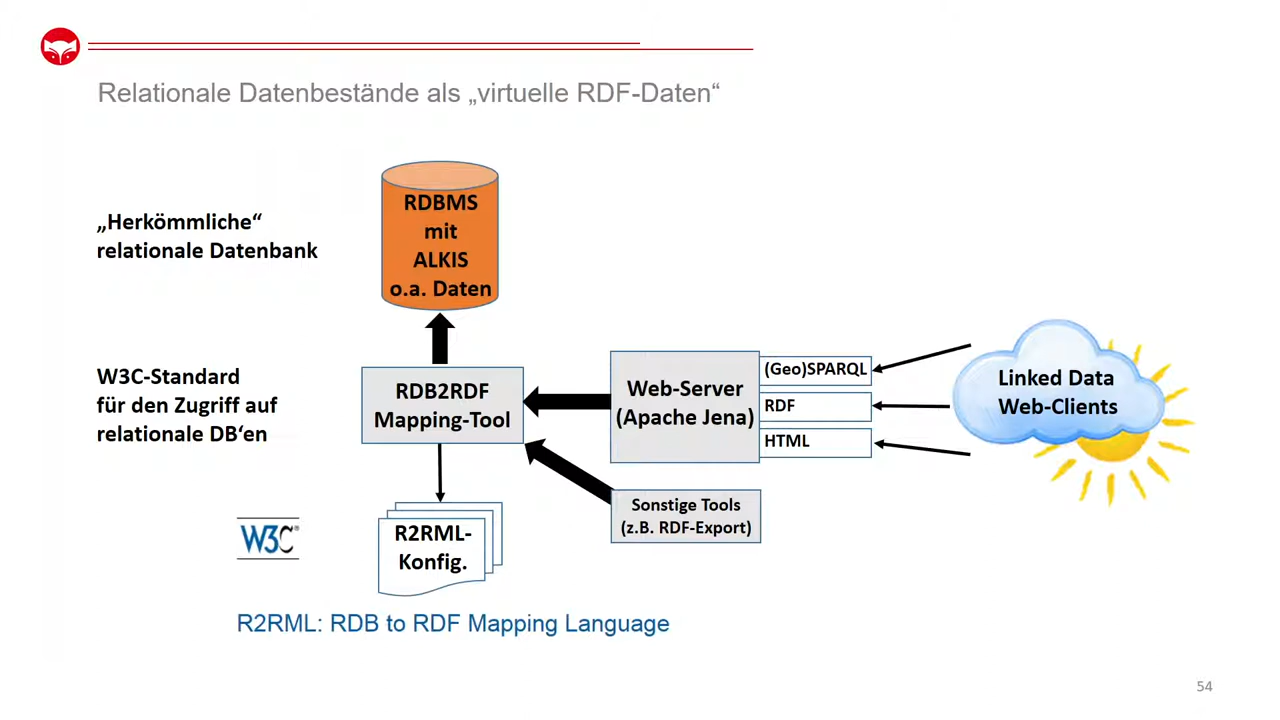 Relationale Datenbestände als „virtuelle RDF-Daten“
„Herkömmliche“
relationale Datenbank
RDBMS
mit
ALKIS
o.a. Daten
W3C-Standard
für den Zugriff auf
relationale DB‘en
RDB2RDF
Mapping-Tool
Web-Server
(Apache Jena)
(Geo)SPARQL
RDF
HTML
Linked Data
Web-Clients
Sonstige Tools
(z.B. RDF-Export)
W3C®
R2RML-
Konfig.
R2RML: RDB to RDF Mapping Language
54